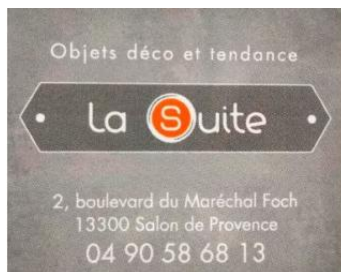 Objets déco et tendance
La Suite
2, boulevard du Maréchal Foch
13300 Salon de Provence
04 90 58 68 13